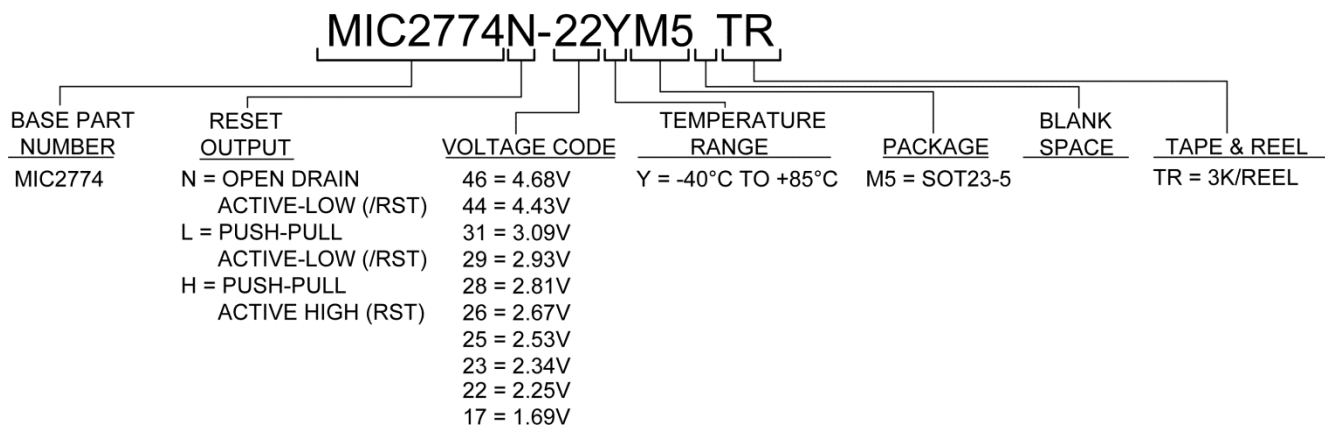 MIC2774N-22YM5 TR
BASE PART
NUMBER
MIC2774
RESET
OUTPUT
N = OPEN DRAIN
ACTIVE-LOW (/RST)
L = PUSH-PULL
ACTIVE-LOW (/RST)
H = PUSH-PULL
ACTIVE HIGH (RST)
VOLTAGE CODE
46 = 4.68V
44 = 4.43V
31 = 3.09V
29 = 2.93V
28 = 2.81V
26 = 2.67V
25 = 2.53V
23 = 2.34V
22 = 2.25V
17 = 1.69V
TEMPERATURE
RANGE
Y = -40°C TO +85°C
PACKAGE
M5 = SOT23-5
BLANK
SPACE
TAPE & REEL
TR = 3K/REEL